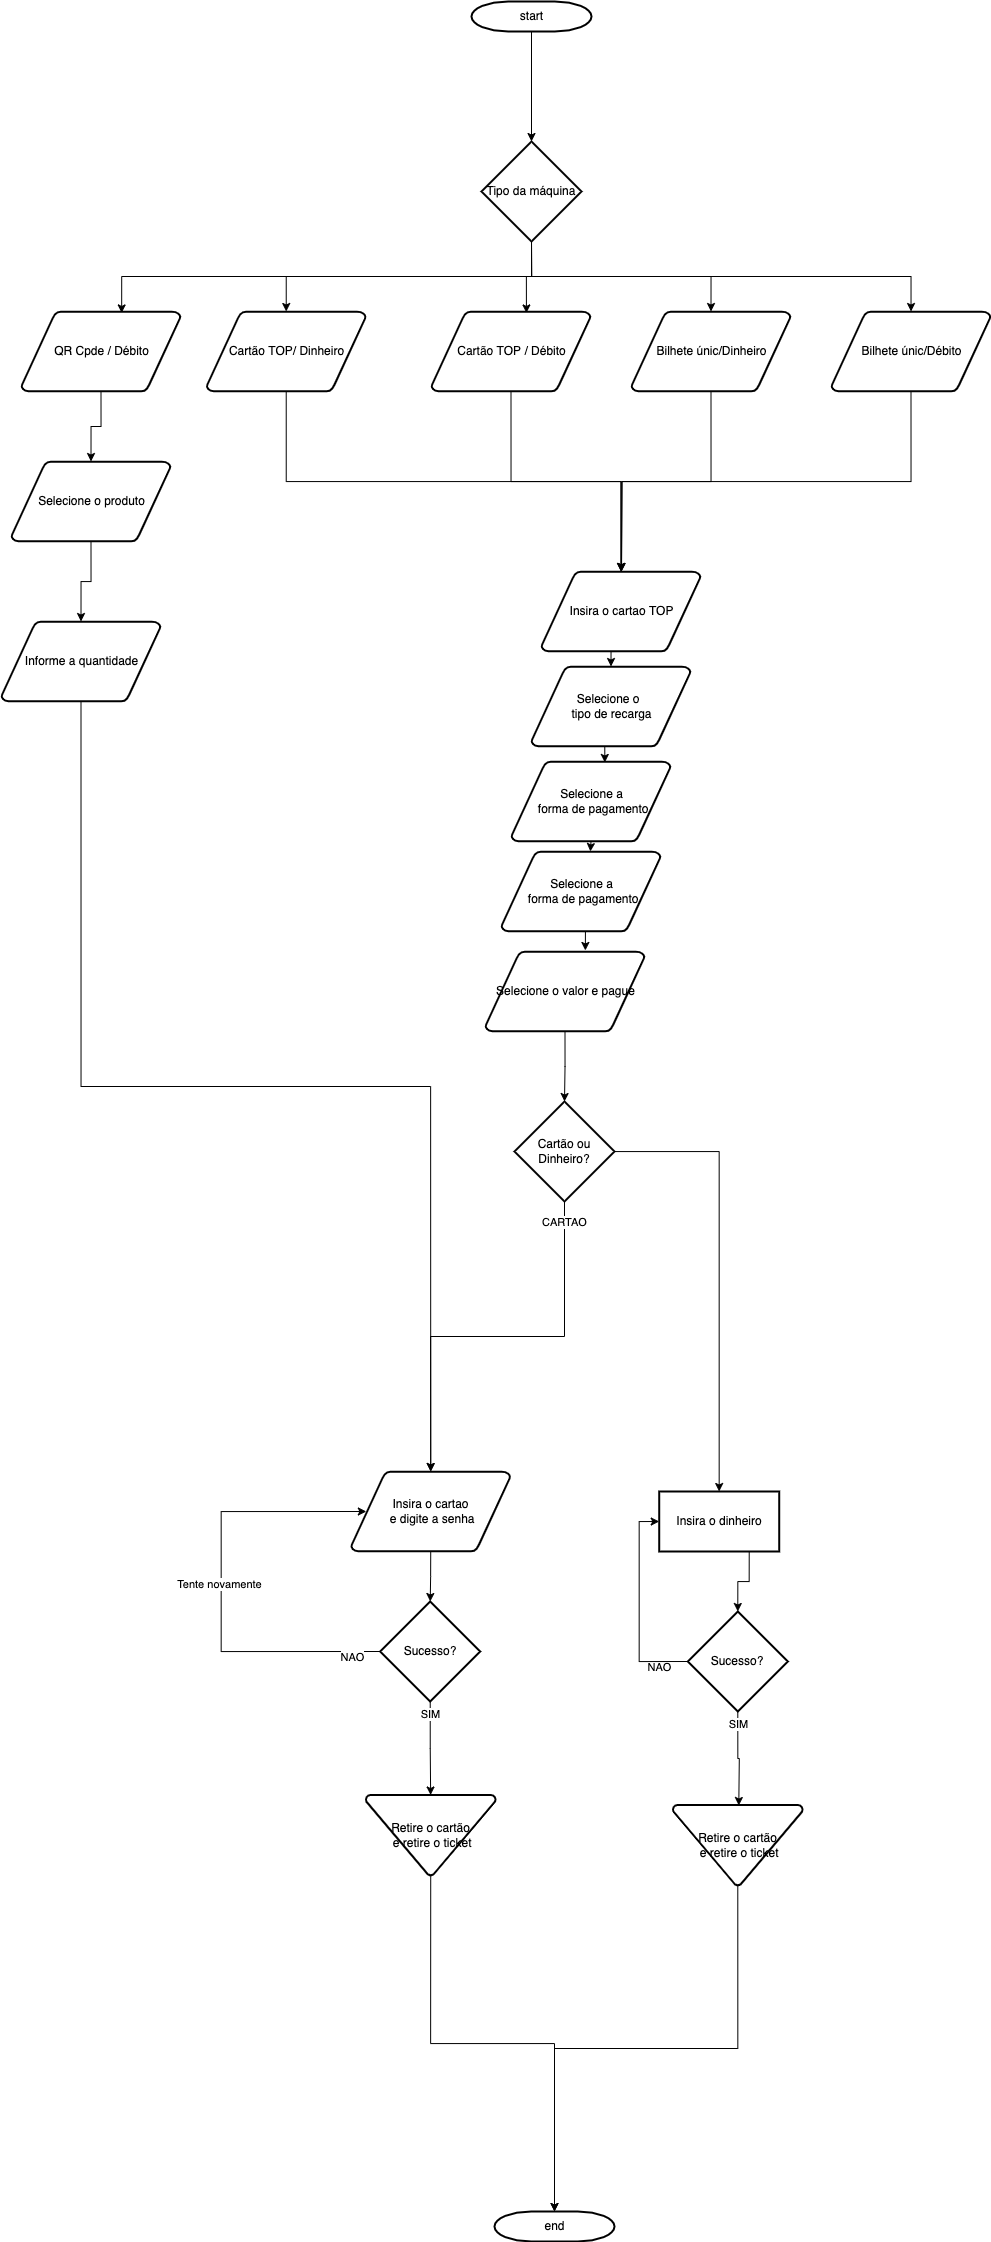 start
Tipo da máquina
QR Cpde / Débito
Cartão TOP/ Dinheiro
Cartão TOP / Débito
Bilhete únic/Dinheiro
Bilhete únic/Débito
Selecione o produto
Informe a quantidade
Insira o cartao TOP
Selecione o
tipo de recarga
Selecione a
forma de pagamento
Selecione a
forma de pagamento
Selecione o valor e pague
Cartão ou
Dinheiro?
CARTAO
Insira o cartao
e digite a senha
Insira o dinheiro
Tente novamente
Sucesso?
NAO
SIM
Sucesso?
NAO
SIM
Retire o cartão
e retire o ticket
Retire o cartão
e retire o ticket
end